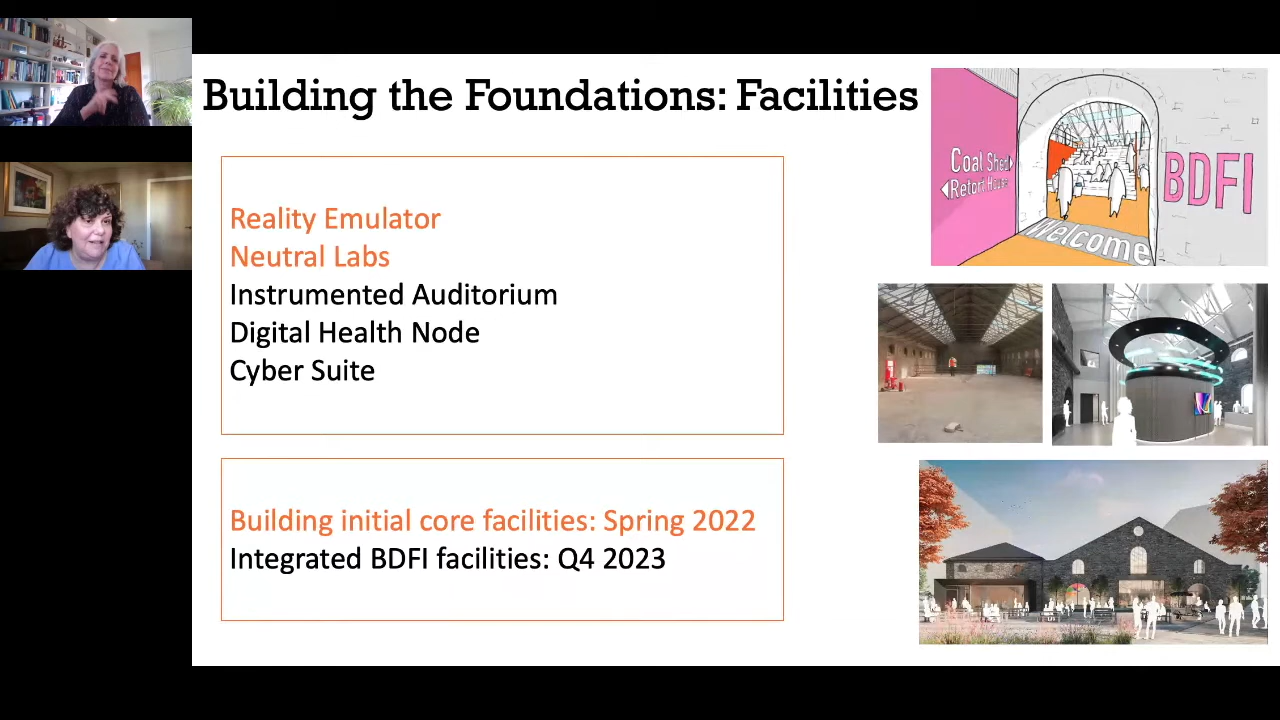 Building the Foundations: Facilities
Reality Emulator
Neutral Labs
Instrumented Auditorium
Digital Health Node
Cyber Suite
Building initial core facilities: Spring 2022
Integrated BDFI facilities: Q4 2023
Coal Shed
Retort House
BDFI
Welcome